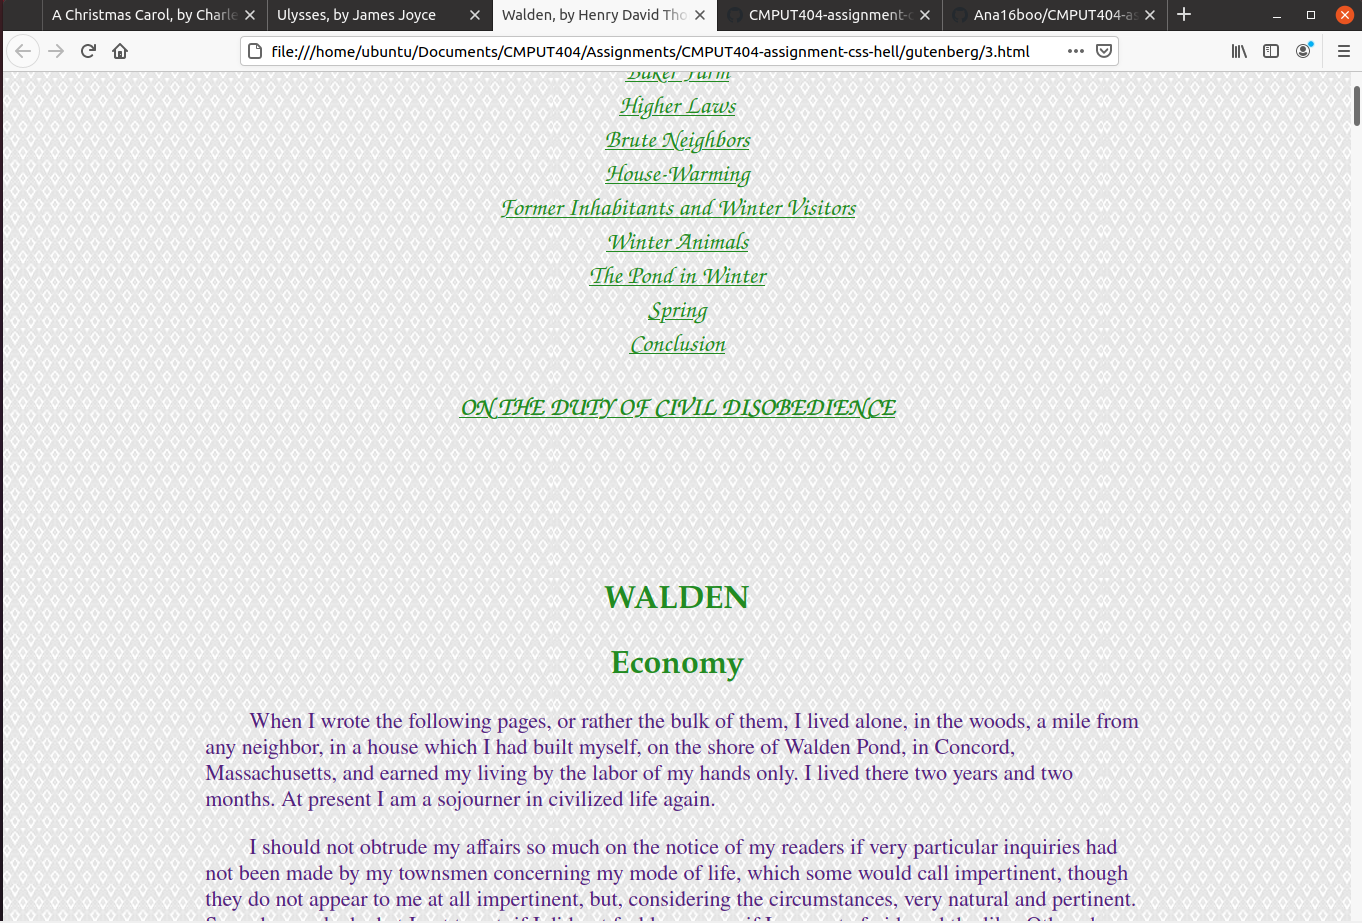 A Christmas Carol, by Charle
Ulysses, by James Joyce
Walden, by Henry David Tho
CMPUT404-assignment-c
Ana16boo/CMPUT404-as
file:///home/ubuntu/Documents/CMPUT404/Assignments/CMPUT404-assignment-css-hell/gutenberg/3.html
Baker Farm
Higher Laws
Brute Neighbors
House-Warming
Former Inhabitants and Winter Visitors
Winter Animals
The Pond in Winter
Spring
Conclusion
ON THE DUTY OF CIVIL DISOBEDIENCE
WALDEN
Economy
When I wrote the following pages, or rather the bulk of them, I lived alone, in the woods, a mile from
any neighbor, in a house which I had built myself, on the shore of Walden Pond, in Concord,
Massachusetts, and earned my living by the labor of my hands only. I lived there two years and two
months. At present I am a sojourner in civilized life again.
I should not obtrude my affairs so much on the notice of my readers if very particular inquiries had
not been made by my townsmen concerning my mode of life, which some would call impertinent, though
they do not appear to me at all impertinent, but, considering the circumstances, very natural and pertinent.